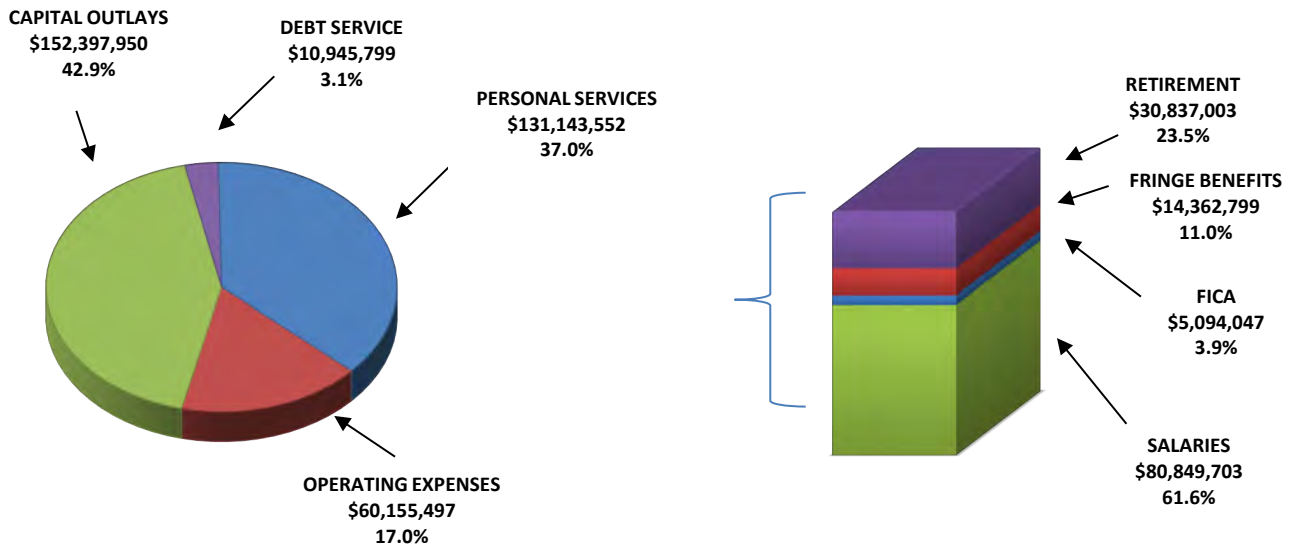 CAPITAL OUTLAYS
$152,397,950
42.9%
DEBT SERVICE
$10,945,799
3.1%
PERSONAL SERVICES
$131,143,552
37.0%
OPERATING EXPENSES
$60,155,497
17.0%
RETIREMENT
$30,837,003
23.5%
FRINGE BENEFITS
$14,362,799
11.0%
FICA
$5,094,047
3.9%
SALARIES
$80,849,703
61.6%